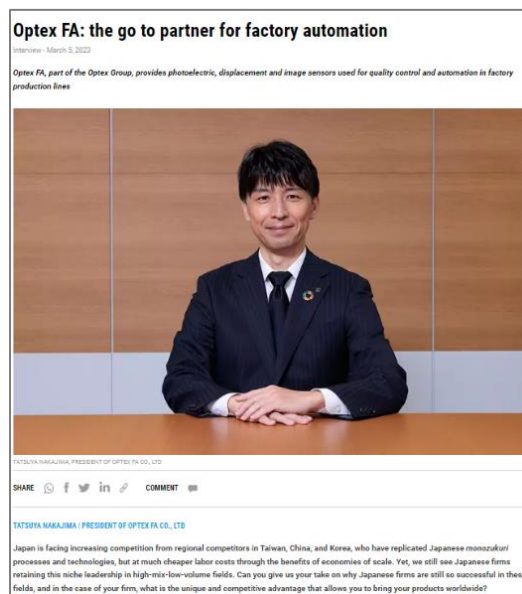 Optex FA: the go to partner for factory automation
Interview - March 5, 2023
Optex FA, part of the Optex Group, provides photoelectric, displacement and image sensors used for quality control and automation in factory
production lines
TATSUYA NAKAJIMA, PRESIDENT OF OPTEX FA CO., LTD
SHARE COMMENT
TATSUYA NAKAJIMA | PRESIDENT OF OPTEX FA CO., LTD
Japan is facing increasing competition from regional competitors in Taiwan, China, and Korea, who have replicated Japanese monozukuri
processes and technologies, but at much cheaper labor costs through the benefits of economies of scale. Yet, we still see Japanese firms
retaining this niche leadership in high-mix-low-volume fields. Can you give us your take on why Japanese firms are still so successful in these
fields, and in the case of your firm, what is the unique and competitive advantage that allows you to bring your products worldwide?